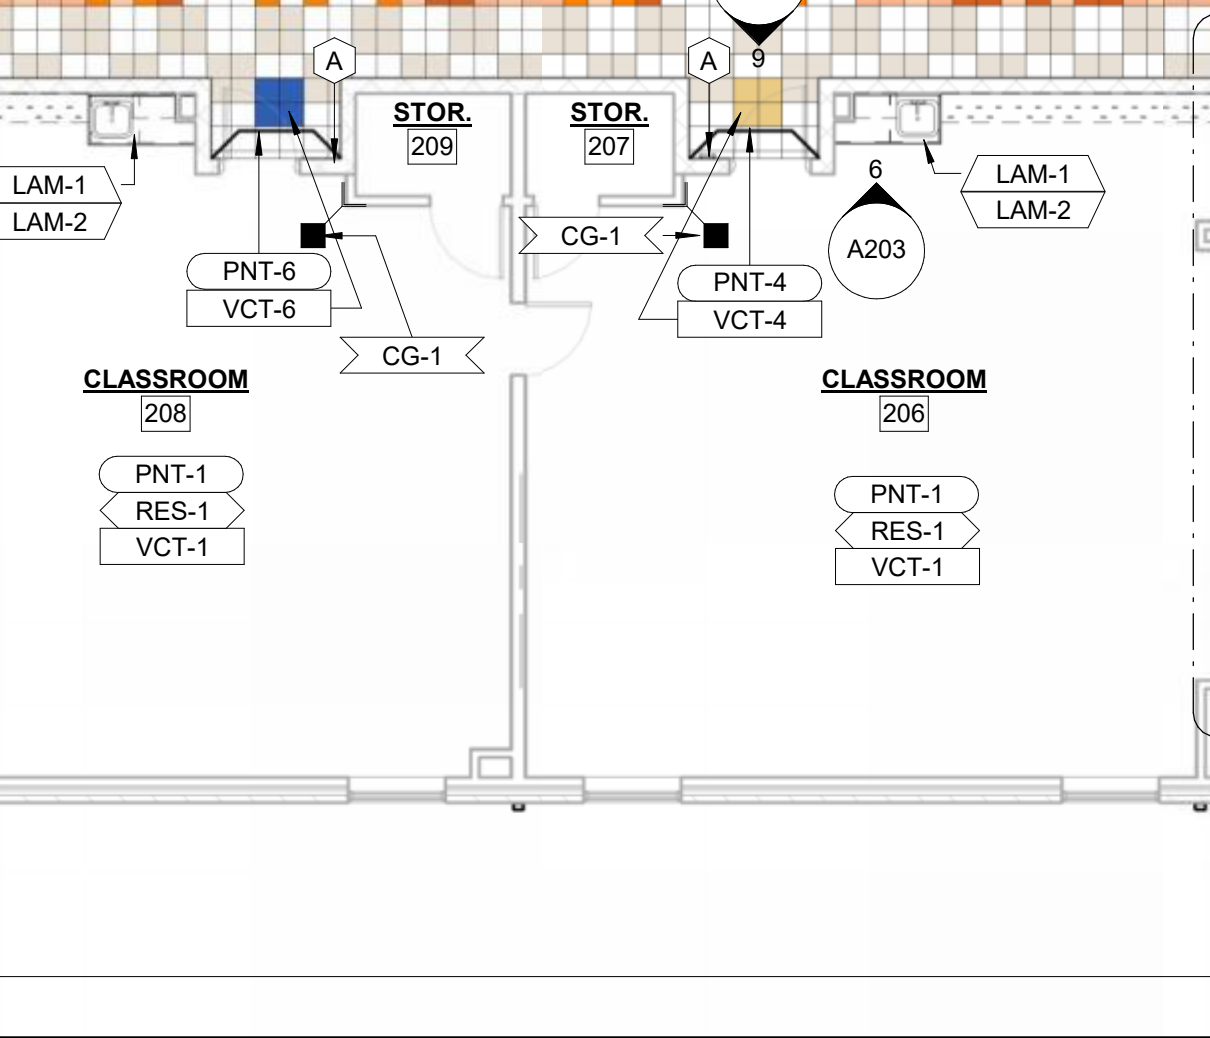 9
A
A
STOR.
209
STOR.
207
LAM-1
LAM-2
6
A203
LAM-1
LAM-2
CG-1
PNT-6
VCT-6
PNT-4
VCT-4
CG-1
CLASSROOM
208
CLASSROOM
206
PNT-1
RES-1
VCT-1
PNT-1
RES-1
VCT-1